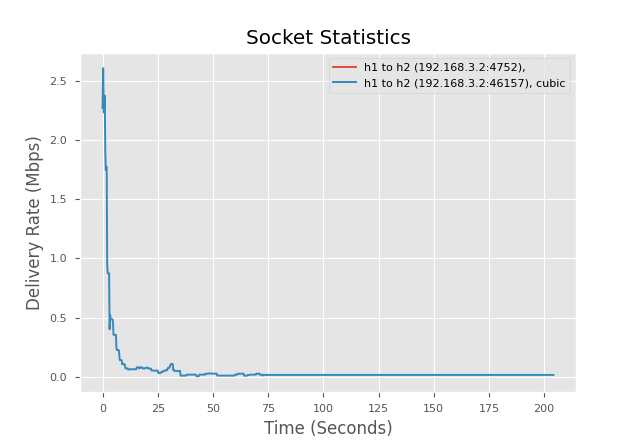 Socket Statistics
h1 to h2 (192.168.3.2:4752),
h1 to h2 (192.168.3.2:46157), cubic
Delivery Rate (Mbps)
2.5
2.0
1.5
1.0
0.5
0.0
0 25 50 75 100 125 150 175 200
Time (Seconds)